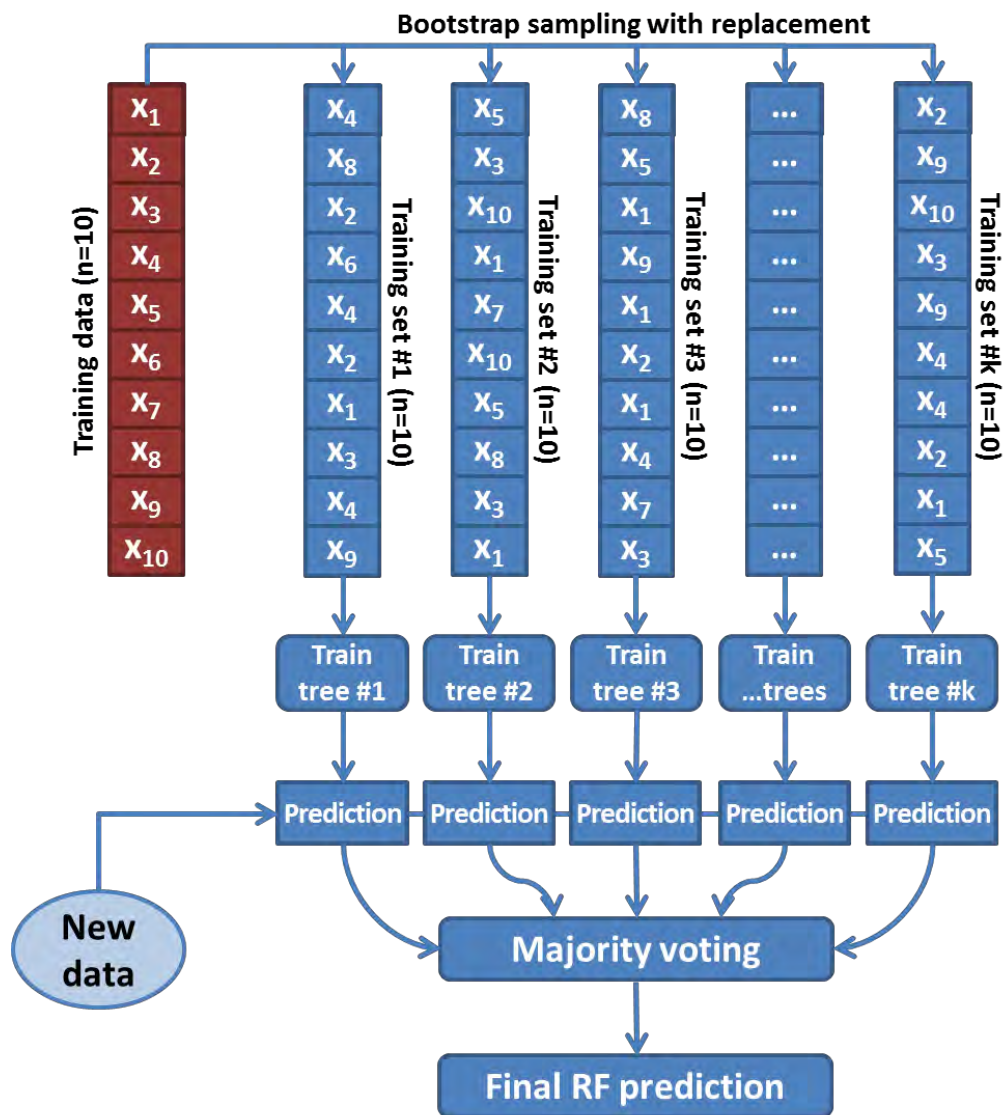 Bootstrap sampling with replacement
Training data (n=10)
x₁
x₂
x₃
x₄
x₅
x₆
x₇
x₈
x₉
x₁₀
x₄
x₈
x₂
x₆
x₄
x₂
x₁
x₃
x₄
x₉
Training set #1 (n=10)
x₅
x₃
x₁₀
x₁
x₇
x₁₀
x₅
x₈
x₃
x₁
Training set #2 (n=10)
x₈
x₅
x₁
x₉
x₁
x₂
x₁
x₄
x₇
x₃
Training set #3 (n=10)
...
...
...
...
...
...
...
...
...
...
x₂
x₉
x₁₀
x₃
x₉
x₄
x₄
x₂
x₁
x₅
Training set #k (n=10)
Train
tree #1
Train
tree #2
Train
tree #3
Train
...trees
Train
tree #k
Prediction
Prediction
Prediction
Prediction
Prediction
New
data
Majority voting
Final RF prediction